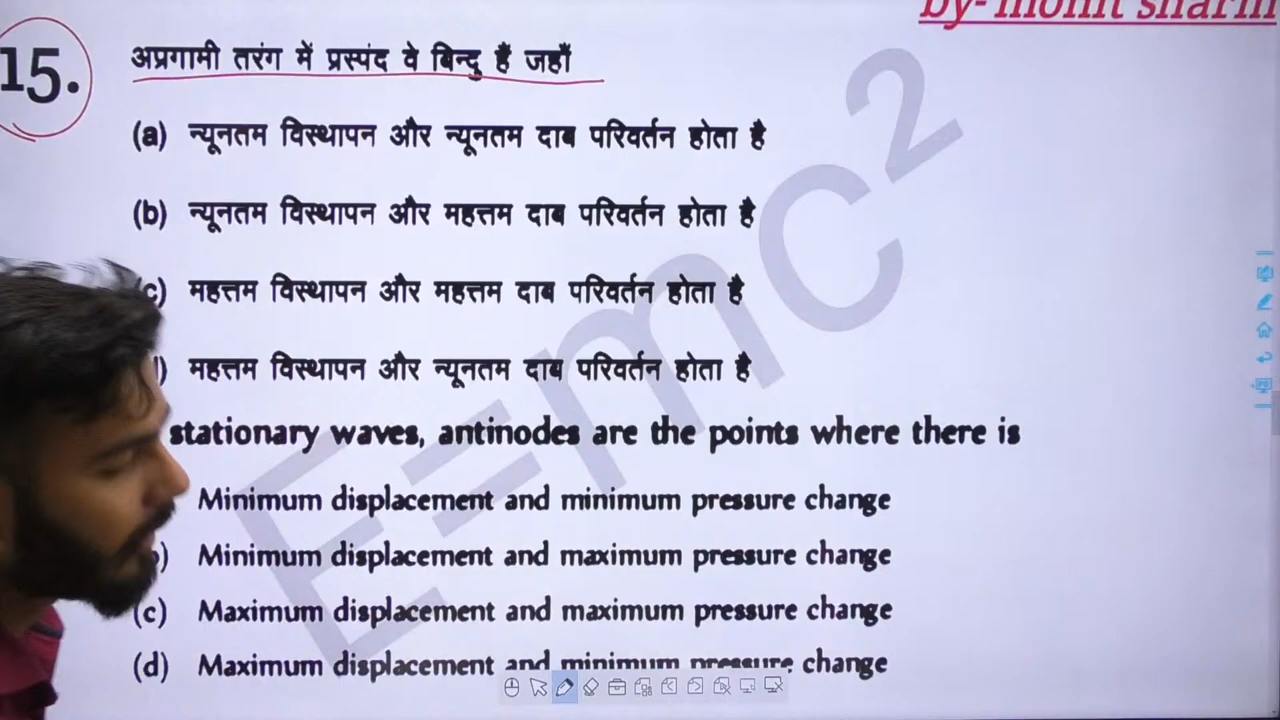 by- mohit sharm
15.
अप्रगामी तरंग में प्रस्पंद वे बिन्दु हैं जहाँ
(a) न्यूनतम विस्थापन और न्यूनतम दाब परिवर्तन होता है
(b) न्यूनतम विस्थापन और महत्तम दाब परिवर्तन होता है
c) महत्तम विस्थापन और महत्तम दाब परिवर्तन होता है
) महत्तम विस्थापन और न्यूनतम दाब परिवर्तन होता है
stationary waves, antinodes are the points where there is
Minimum displacement and minimum pressure change
) Minimum displacement and maximum pressure change
(c) Maximum displacement and maximum pressure change
(d) Maximum displacement and minimum pressure change
E=mc²